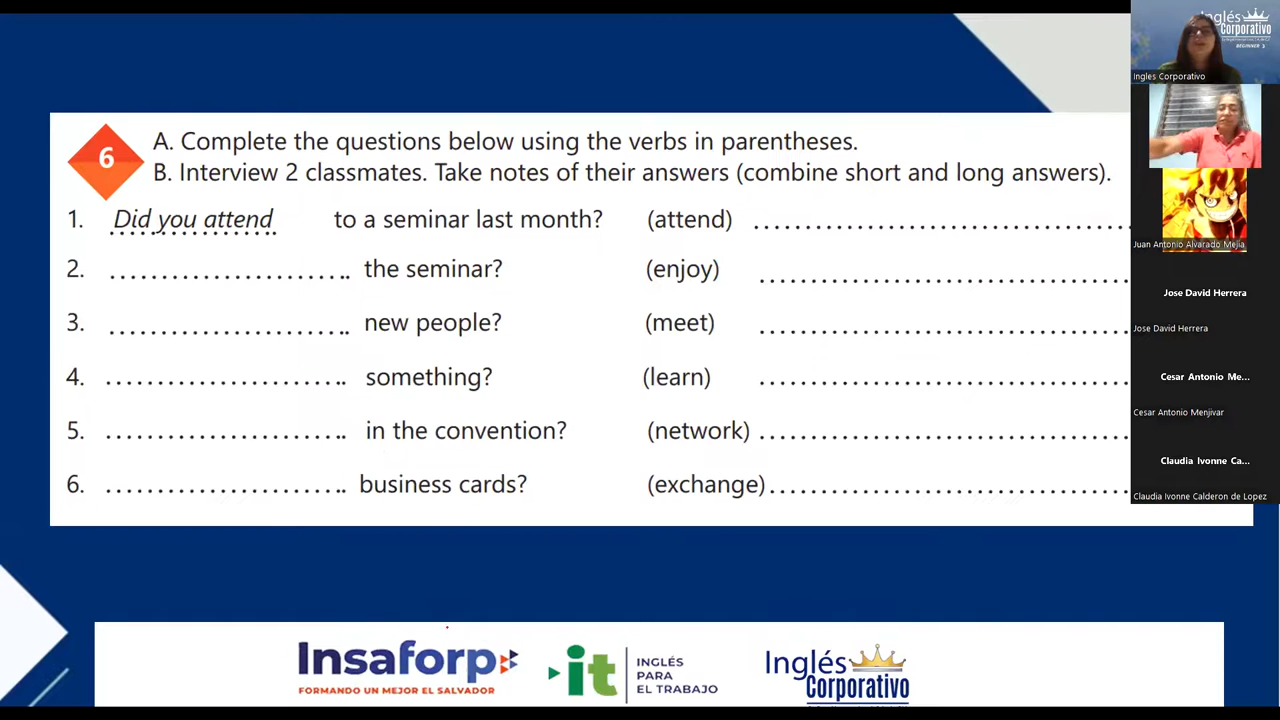 6
A. Complete the questions below using the verbs in parentheses.
B. Interview 2 classmates. Take notes of their answers (combine short and long answers).
1. Did you attend to a seminar last month? (attend) ........................................
2. ............................ the seminar? (enjoy) ........................................
3. ............................ new people? (meet) ........................................
4. ............................ something? (learn) ........................................
5. ............................ in the convention? (network) ........................................
6. ............................ business cards? (exchange) ........................................
Insaforp
FORMANDO UN MEJOR EL SALVADOR
it
INGLÉS
PARA
EL TRABAJO
Inglés
Corporativo
Inglés
Corporativo
BEGINNER 3
Ingles Corporativo
Juan Antonio Alvarado Mejia
Jose David Herrera
Jose David Herrera
Cesar Antonio Me...
Cesar Antonio Menjivar
Claudia Ivonne Ca...
Claudia Ivonne Calderon de Lopez